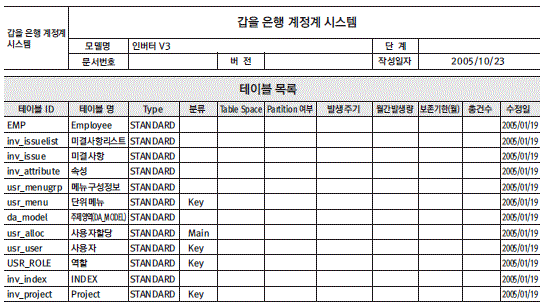 갑을 은행 계정계 시스템
갑을 은행 계정계 시스템
모델명 인버터 V3 단 계
문서번호 버 전 작성일자 2005/10/23
테이블 목록
테이블 ID 테이블 명 Type 분류 Table Space Partition 여부 발생주기 월간발생량 보존기한(월) 총건수 수정일
EMP Employee STANDARD 2005/01/19
inv_issuelist 미결사항리스트 STANDARD 2005/01/19
inv_issue 미결사항 STANDARD 2005/01/19
inv_attribute 속성 STANDARD 2005/01/19
usr_menugrp 메뉴구성정보 STANDARD 2005/01/19
usr_menu 단위메뉴 STANDARD Key 2005/01/19
da_model 주제영역(DA_MODEL) STANDARD 2005/01/19
usr_alloc 사용자할당 STANDARD Main 2005/01/19
usr_user 사용자 STANDARD Key 2005/01/19
USR_ROLE 역할 STANDARD Key 2005/01/19
inv_index INDEX STANDARD 2005/01/19
inv_project Project STANDARD Key 2005/01/19